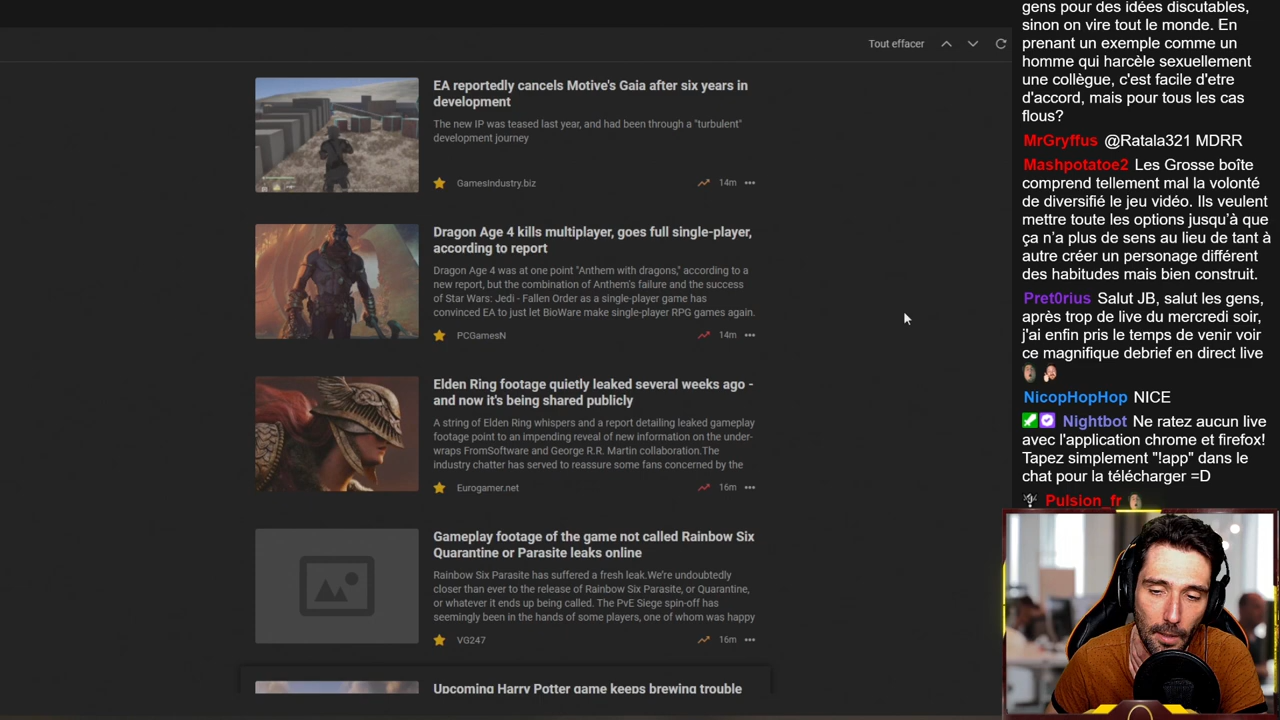 Tout effacer
EA reportedly cancels Motive's Gaia after six years in
development
The new IP was teased last year, and had been through a "turbulent"
development journey
GamesIndustry.biz
14m
Dragon Age 4 kills multiplayer, goes full single-player,
according to report
Dragon Age 4 was at one point "Anthem with dragons," according to a
new report, but the combination of Anthem's failure and the success
of Star Wars: Jedi - Fallen Order as a single-player game has
convinced EA to just let BioWare make single-player RPG games again.
PCGamesN
14m
Elden Ring footage quietly leaked several weeks ago -
and now it's being shared publicly
A string of Elden Ring whispers and a report detailing leaked gameplay
footage point to an impending reveal of new information on the under-
wraps FromSoftware and George R.R. Martin collaboration.The
industry chatter has served to reassure some fans concerned by the
Eurogamer.net
16m
Gameplay footage of the game not called Rainbow Six
Quarantine or Parasite leaks online
Rainbow Six Parasite has suffered a fresh leak.We're undoubtedly
closer than ever to the release of Rainbow Six Parasite, or Quarantine,
or whatever it ends up being called. The PvE Siege spin-off has
seemingly been in the hands of some players, one of whom was happy
VG247
16m
Upcoming Harry Potter game keeps brewing trouble
gens pour des idées discutables,
sinon on vire tout le monde. En
prenant un exemple comme un
homme qui harcèle sexuellement
une collègue, c'est facile d'etre
d'accord, mais pour tous les cas
flous?
MrGryffus @Ratala321 MDRR
Mashpotatoe2 Les Grosse boîte
comprend tellement mal la volonté
de diversifié le jeu vidéo. Ils veulent
mettre toute les options jusqu'à que
ça n'a plus de sens au lieu de tant à
autre créer un personage différent
des habitudes mais bien construit.
Pret0rius Salut JB, salut les gens,
après trop de live du mercredi soir,
j'ai enfin pris le temps de venir voir
ce magnifique debrief en direct live
NicopHopHop NICE
Nightbot Ne ratez aucun live
avec l'application chrome et firefox!
Tapez simplement "!app" dans le
chat pour la télécharger =D
Pulsion_fr